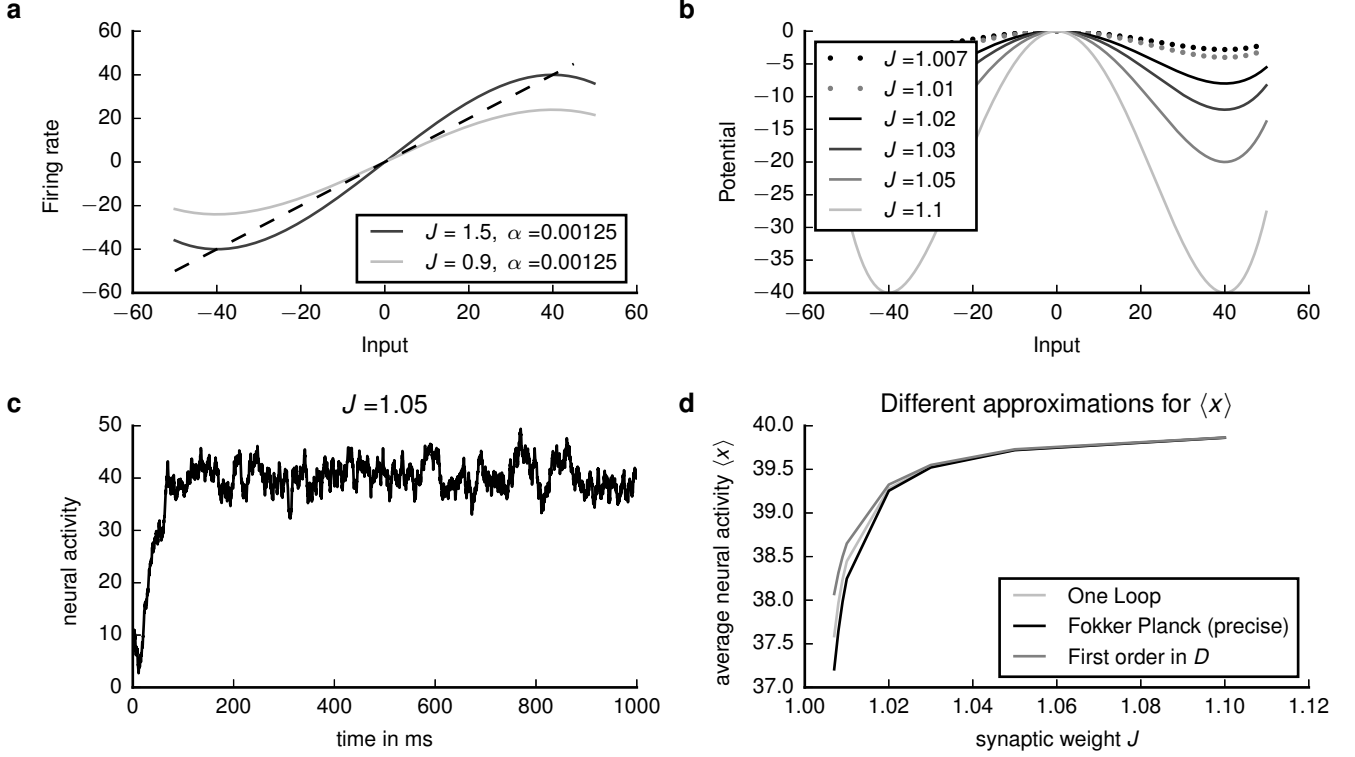 a
60
40
20
0
−20
−40
−60
Firing rate
−60 −40 −20 0 20 40 60
Input
J = 1.5, α =0.00125
J = 0.9, α =0.00125
b
0
−5
−10
−15
−20
−25
−30
−35
−40
Potential
−60 −40 −20 0 20 40 60
Input
J =1.007
J =1.01
J =1.02
J =1.03
J =1.05
J =1.1
c
J =1.05
50
40
30
20
10
0
neural activity
0 200 400 600 800 1000
time in ms
d
Different approximations for ⟨x⟩
40.0
39.5
39.0
38.5
38.0
37.5
37.0
average neural activity ⟨x⟩
1.00 1.02 1.04 1.06 1.08 1.10 1.12
synaptic weight J
One Loop
Fokker Planck (precise)
First order in D